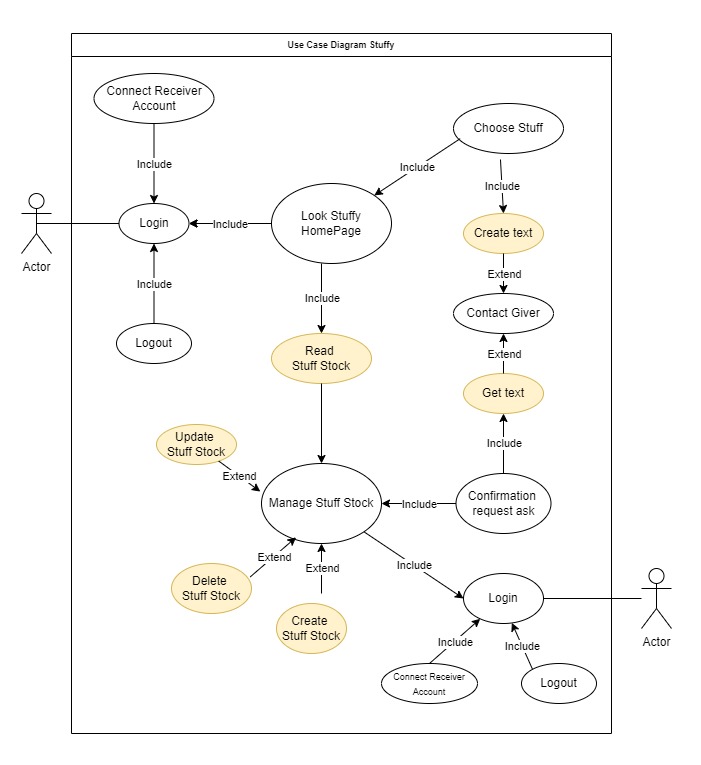 Use Case Diagram Stuffy
Connect Receiver
Account
Choose Stuff
Include
Include
Include
Login
Include
Look Stuffy
HomePage
Create text
Actor
Extend
Include
Include
Contact Giver
Logout
Read
Stuff Stock
Extend
Get text
Update
Stuff Stock
Include
Extend
Manage Stuff Stock
Include
Confirmation
request ask
Extend
Extend
Include
Delete
Stuff Stock
Login
Create
Stuff Stock
Actor
Include
Include
Connect Receiver
Account
Logout